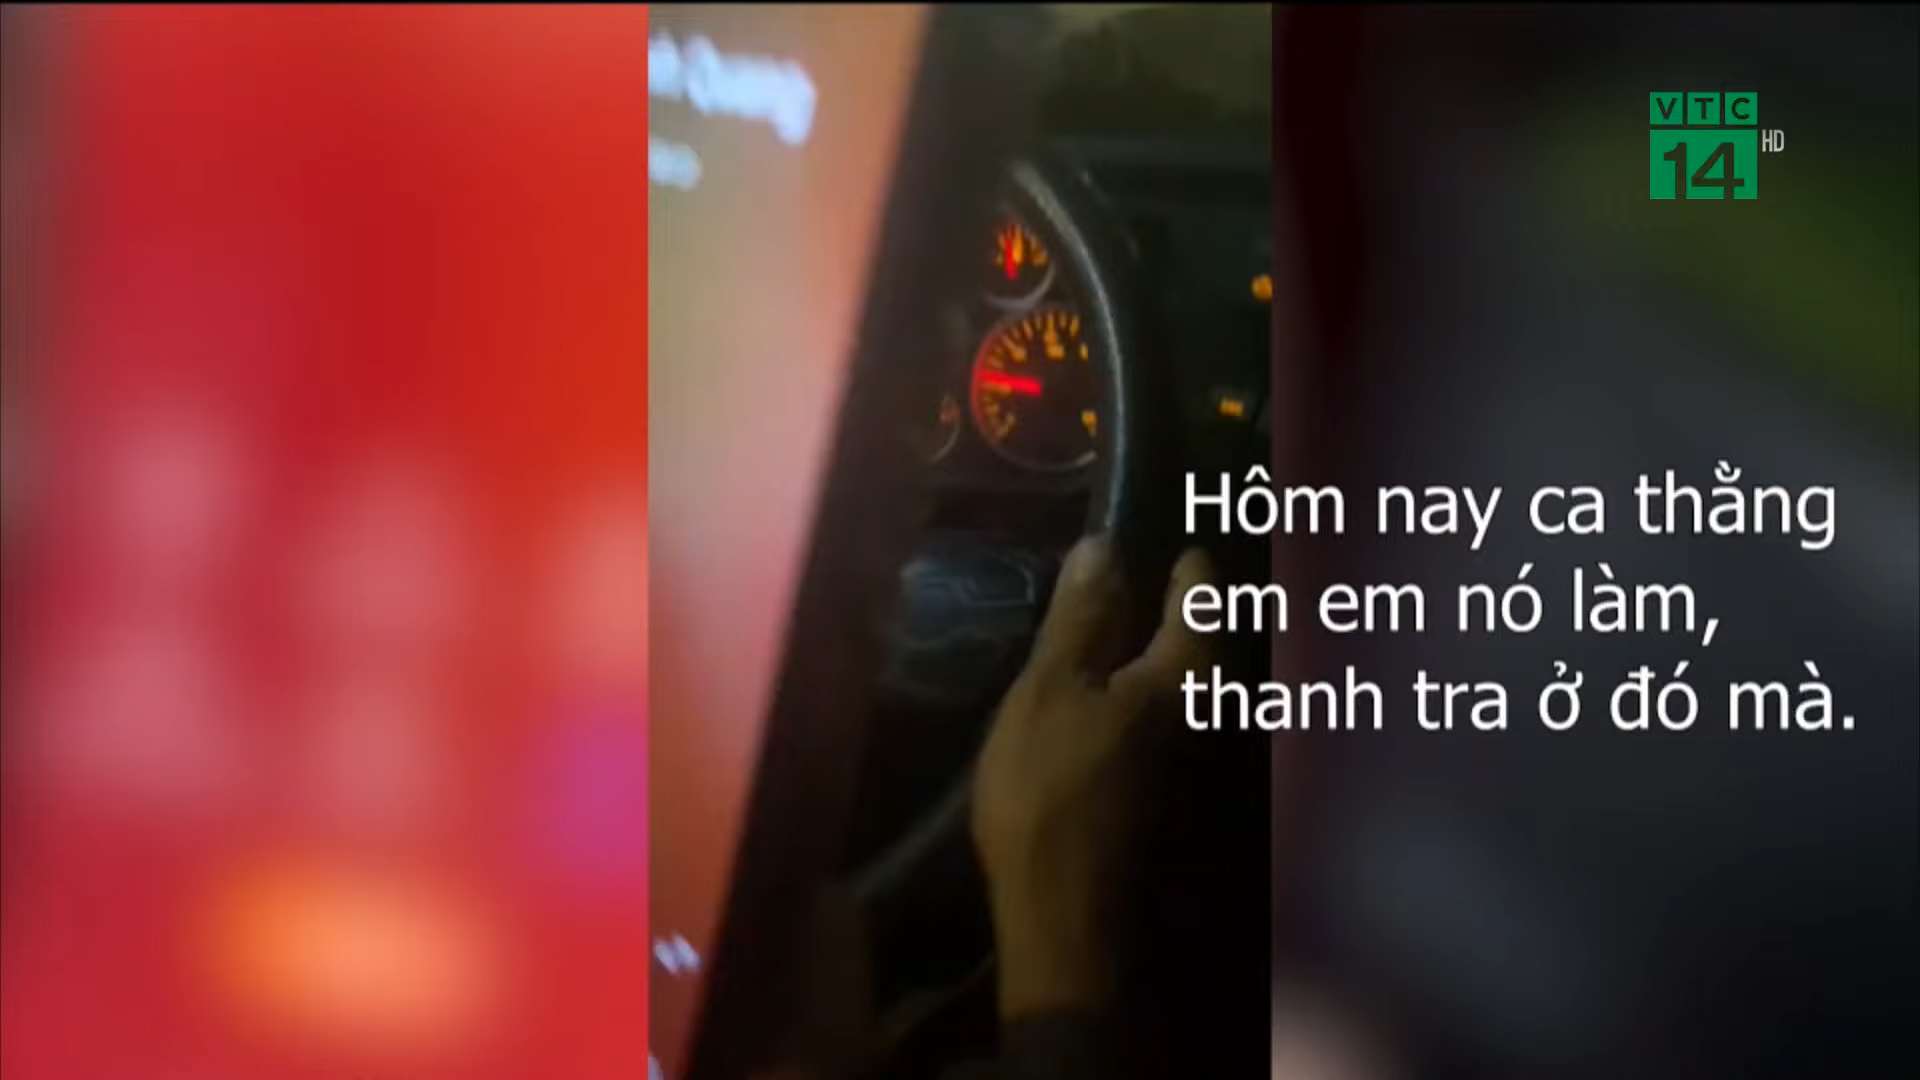 VTC
14 HD
Hôm nay ca thằng
em em nó làm,
thanh tra ở đó mà.